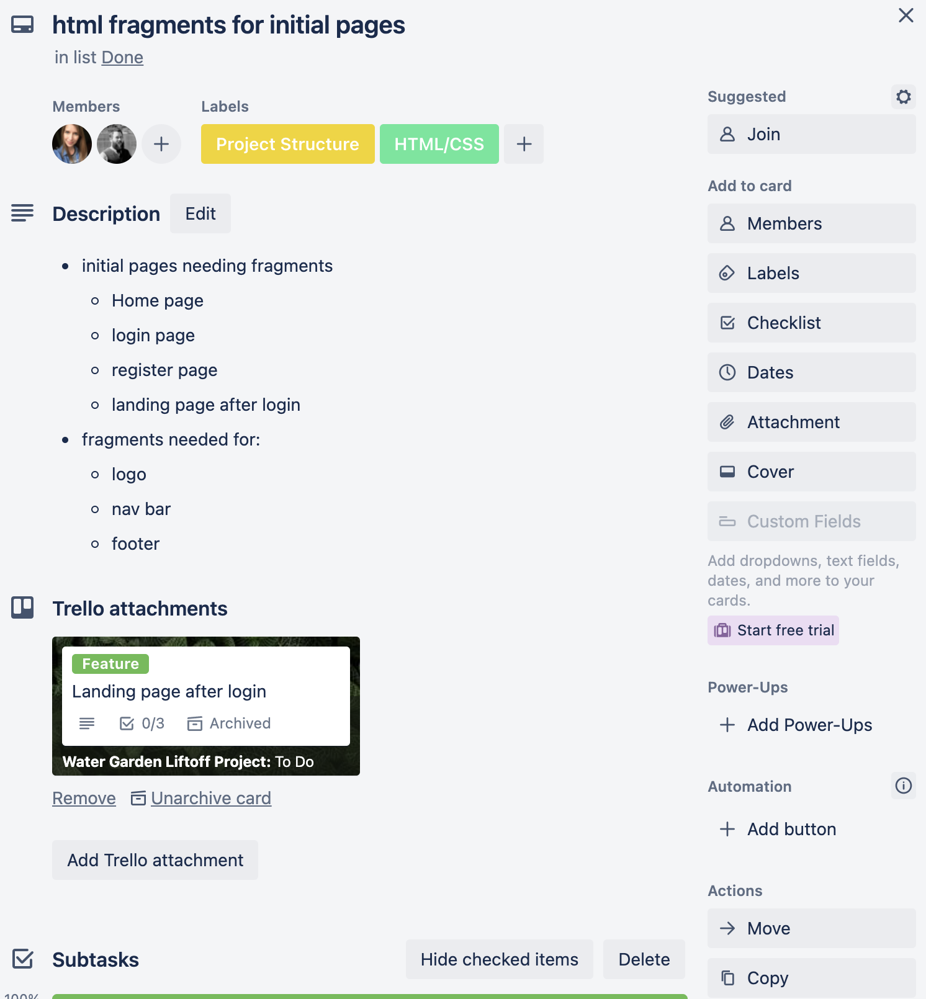 html fragments for initial pages
in list Done
Members
Labels
Project Structure
HTML/CSS
Description
Edit
initial pages needing fragments
Home page
login page
register page
landing page after login
fragments needed for:
logo
nav bar
footer
Trello attachments
Feature
Landing page after login
0/3
Archived
Water Garden Liftoff Project: To Do
Remove
Unarchive card
Add Trello attachment
Subtasks
Hide checked items
Delete
100%
Suggested
Join
Add to card
Members
Labels
Checklist
Dates
Attachment
Cover
Custom Fields
Add dropdowns, text fields,
dates, and more to your
cards.
Start free trial
Power-Ups
Add Power-Ups
Automation
Add button
Actions
Move
Copy